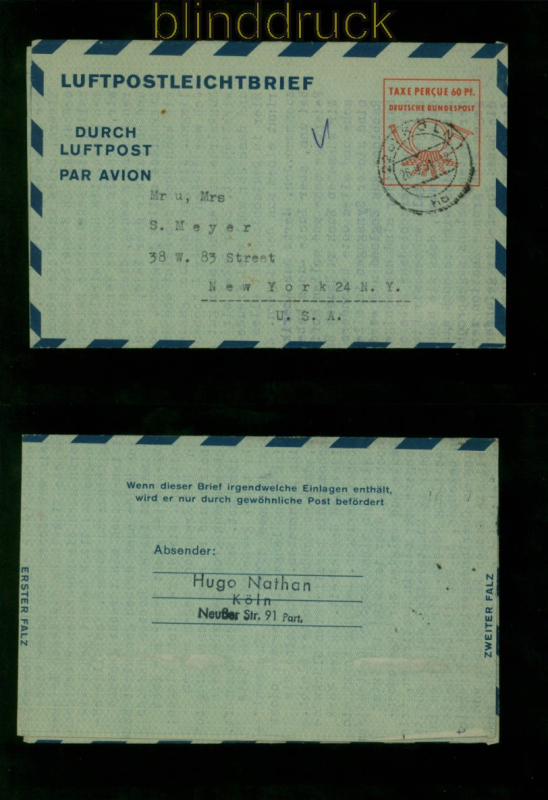 blinddruck
LUFTPOSTLEICHTBRIEF
DURCH
LUFTPOST
PAR AVION
TAXE PERÇUE 60 Pf.
DEUTSCHE BUNDESPOST
KÖLN
Mr u, Mrs
S. Meyer
38 W. 83 Street
New York 24 N. Y.
U. S. A.
Wenn dieser Brief irgendwelche Einlagen enthält,
wird er nur durch gewöhnliche Post befördert
Absender:
Hugo Nathan
Köln
Neußer Str. 91 Part.
ERSTER FALZ
ZWEITER FALZ